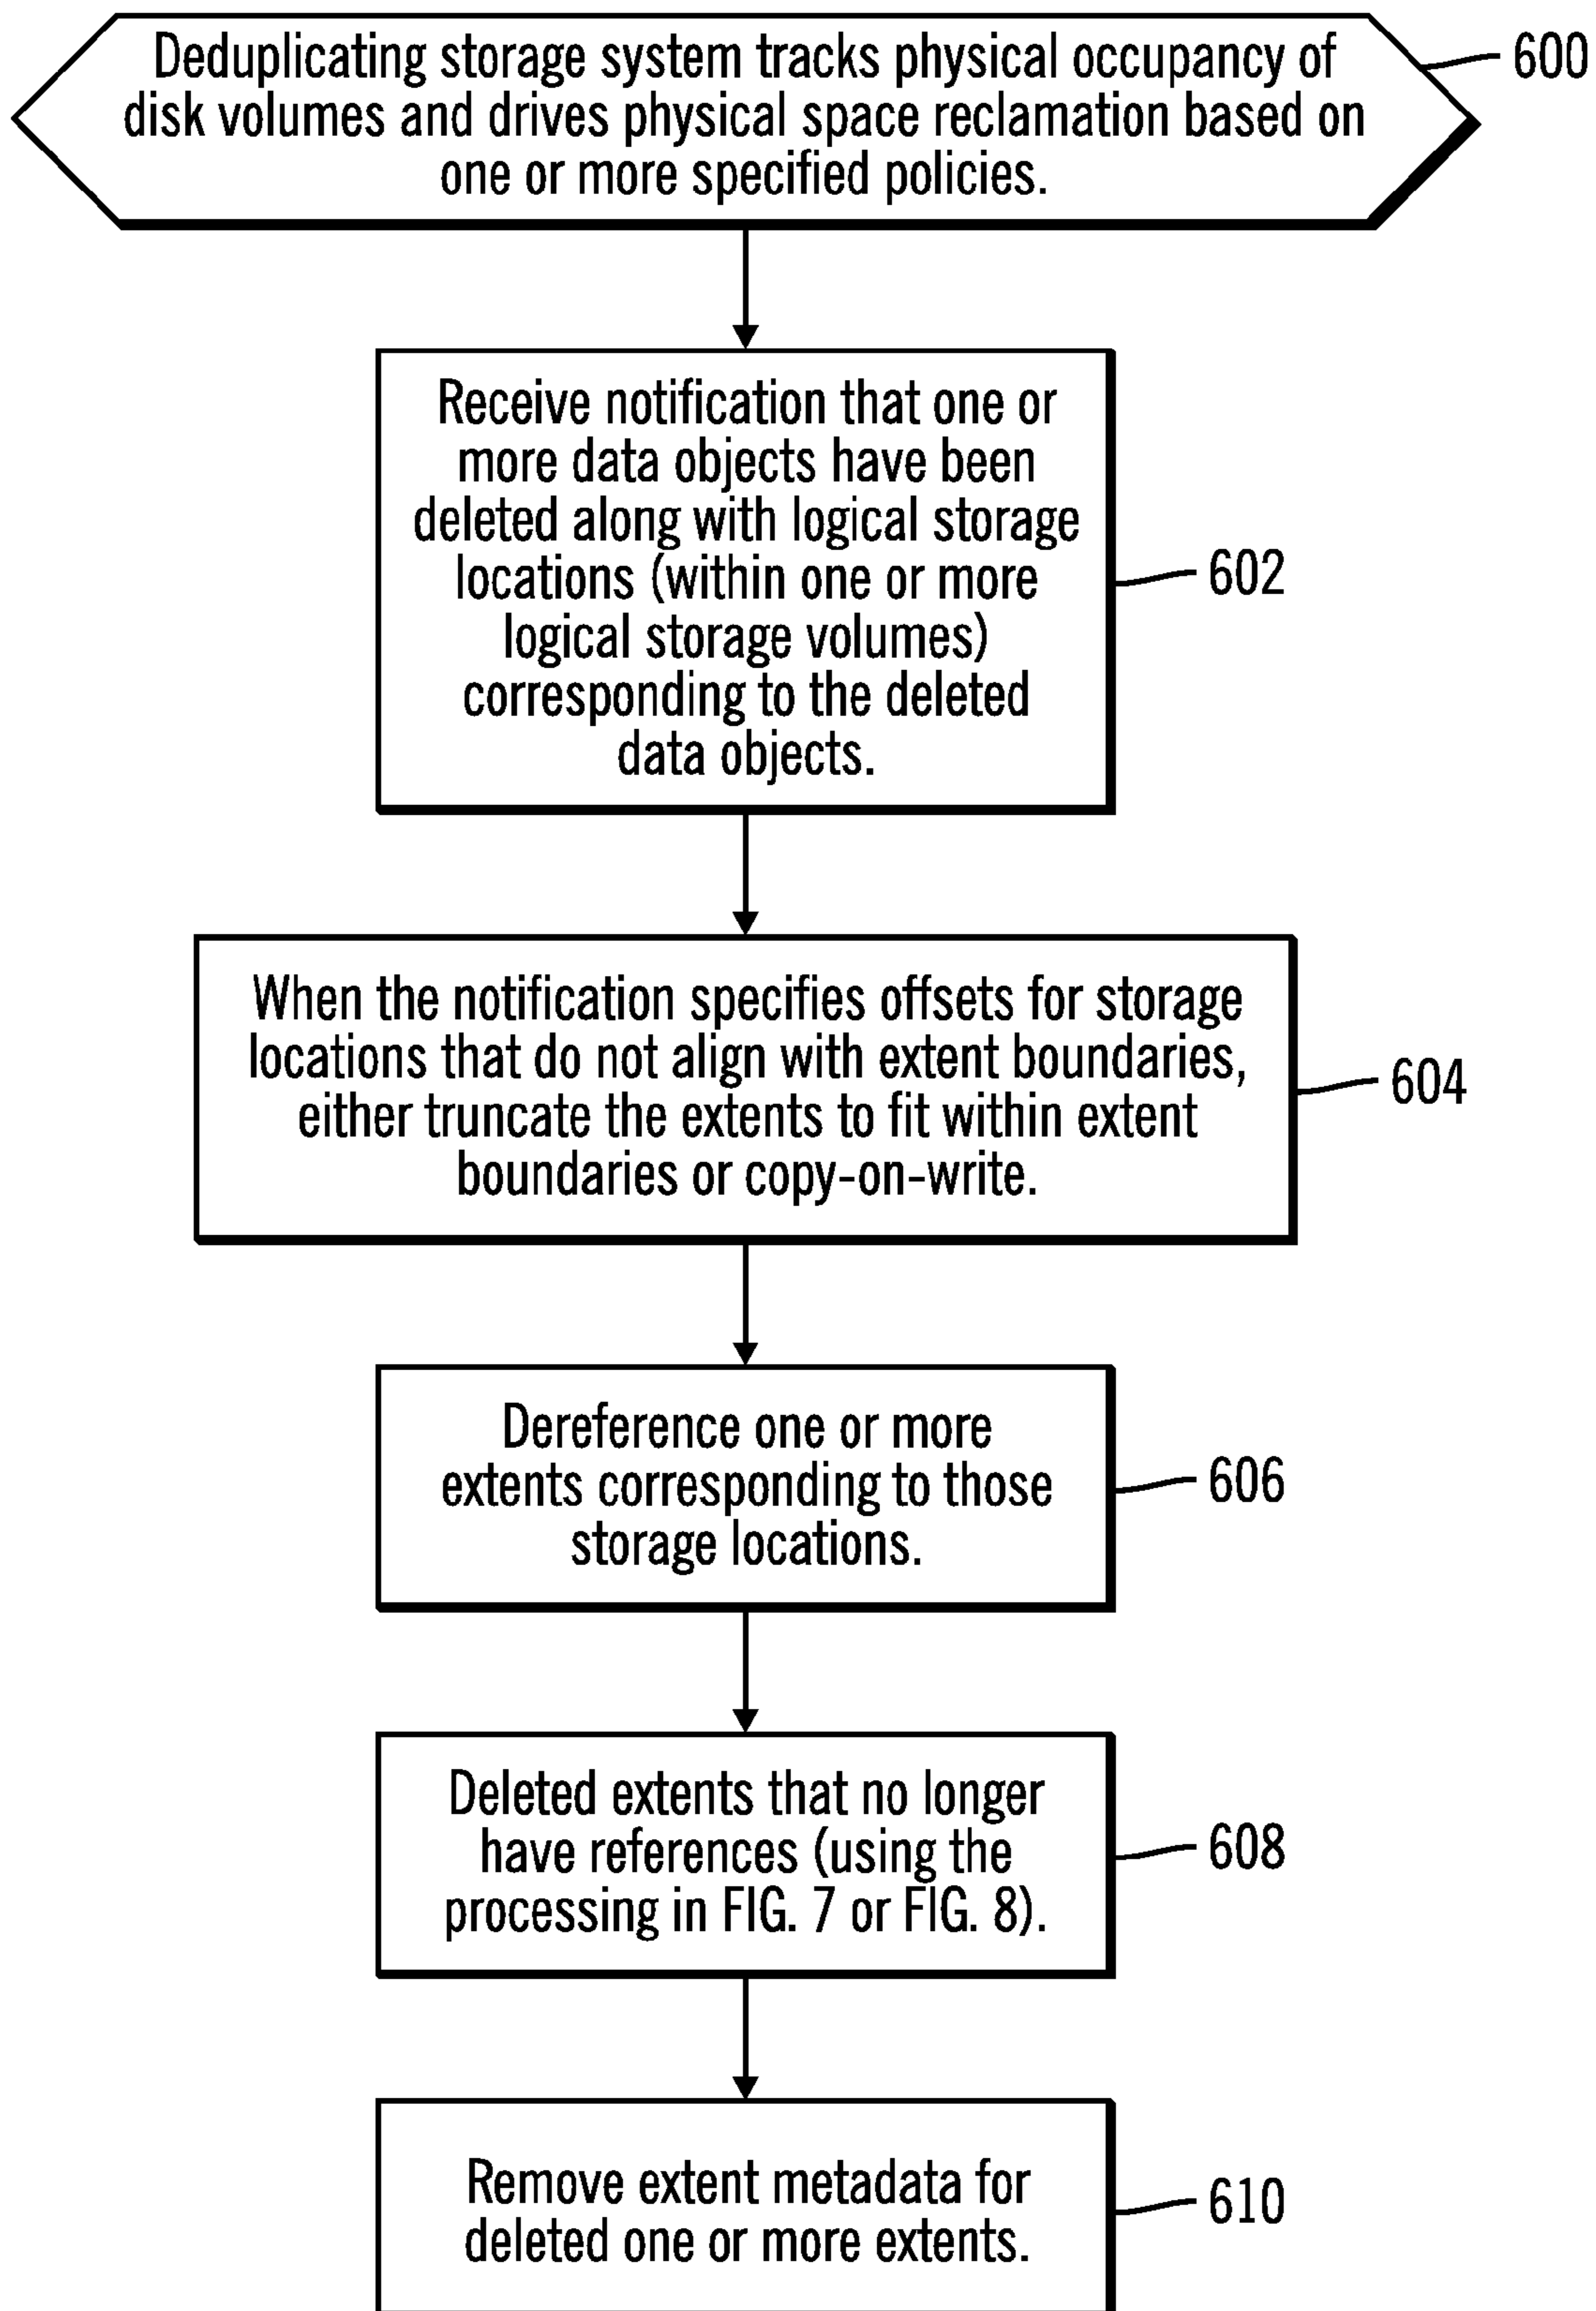 Deduplicating storage system tracks physical occupancy of
disk volumes and drives physical space reclamation based on
one or more specified policies.
600
Receive notification that one or
more data objects have been
deleted along with logical storage
locations (within one or more
logical storage volumes)
corresponding to the deleted
data objects.
602
When the notification specifies offsets for storage
locations that do not align with extent boundaries,
either truncate the extents to fit within extent
boundaries or copy-on-write.
604
Dereference one or more
extents corresponding to those
storage locations.
606
Deleted extents that no longer
have references (using the
processing in FIG. 7 or FIG. 8).
608
Remove extent metadata for
deleted one or more extents.
610